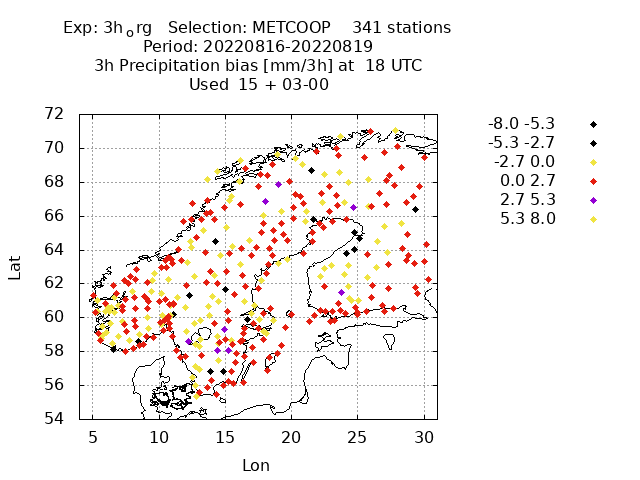 Exp: 3h_o rg Selection: METCOOP 341 stations
Period: 20220816-20220819
3h Precipitation bias [mm/3h] at 18 UTC
Used 15 + 03-00
72
70
68
66
64
62
60
58
56
54
5 10 15 20 25 30
Lat
Lon
-8.0 -5.3
-5.3 -2.7
-2.7 0.0
0.0 2.7
2.7 5.3
5.3 8.0